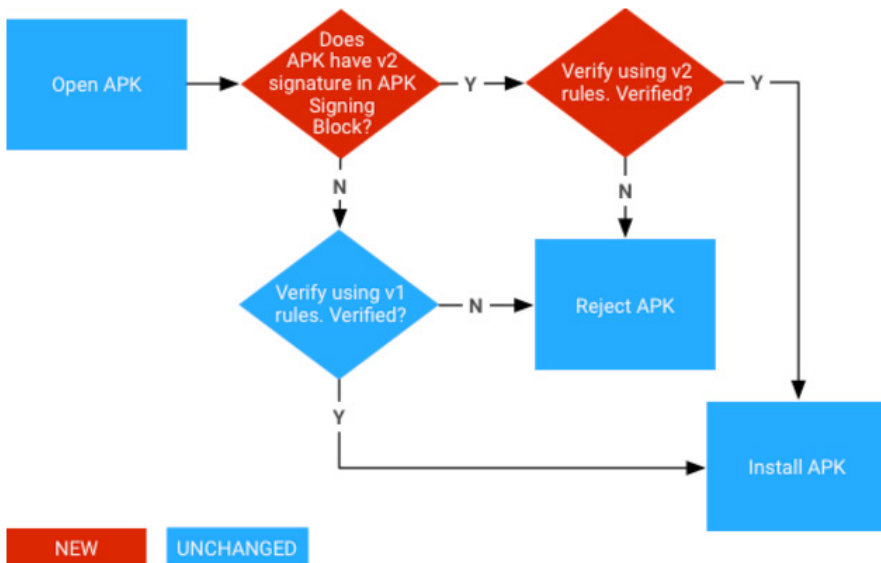 Open APK
Does
APK have v2
signature in APK
Signing
Block?
Y
Verify using v2
rules. Verified?
Y
N
N
Verify using v1
rules. Verified?
N
Reject APK
Y
Install APK
NEW
UNCHANGED